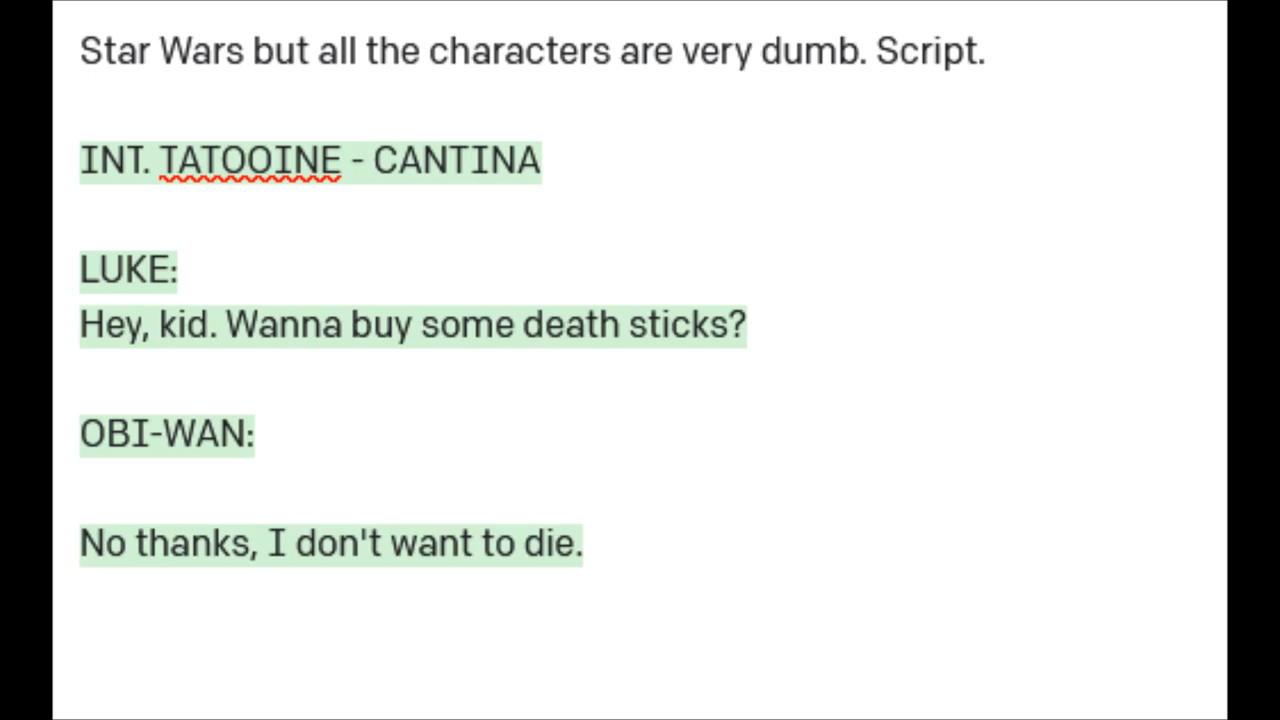 Star Wars but all the characters are very dumb. Script.
INT. TATOOINE - CANTINA
LUKE:
Hey, kid. Wanna buy some death sticks?
OBI-WAN:
No thanks, I don't want to die.